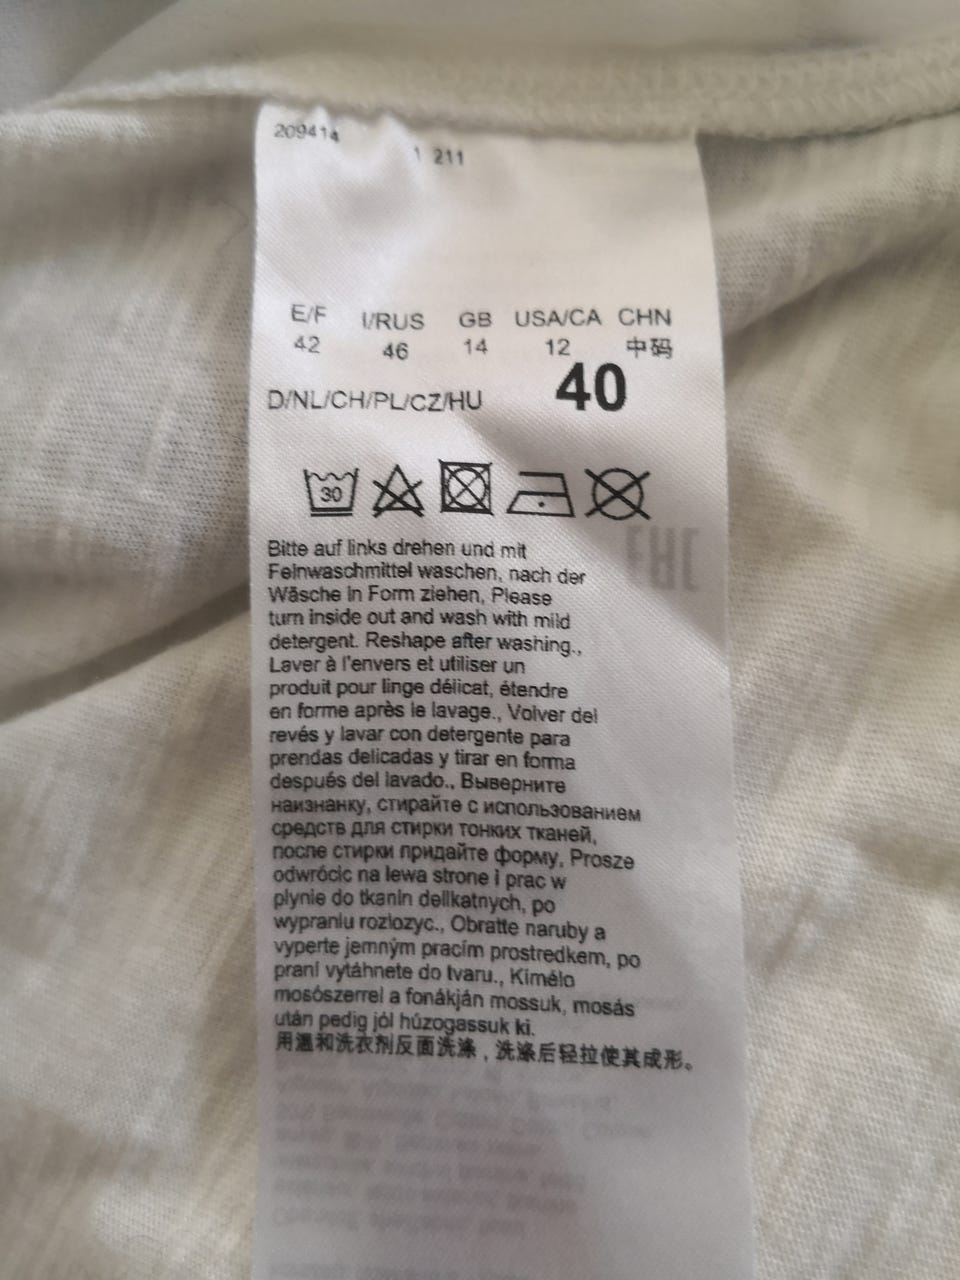 209414
1 211
E/F I/RUS GB USA/CA CHN
42 46 14 12 中码
D/NL/CH/PL/CZ/HU 40
30
EAC
Bitte auf links drehen und mit
Feinwaschmittel waschen, nach der
Wäsche in Form ziehen, Please
turn inside out and wash with mild
detergent. Reshape after washing.,
Laver à l'envers et utiliser un
produit pour linge délicat, étendre
en forme après le lavage., Volver del
revés y lavar con detergente para
prendas delicadas y tirar en forma
después del lavado., Выверните
наизнанку, стирайте с использованием
средств для стирки тонких тканей,
после стирки придайте форму, Prosze
odwrócic na lewa strone i prac w
plynie do tkanin delikatnych, po
wypraniu rozlozyc., Obratte naruby a
vyperte jemným pracím prostredkem, po
praní vytáhnete do tvaru., Kímélo
mosószerrel a fonákján mossuk, mosás
után pedig jól húzogassuk ki.
用温和洗衣剂反面洗涤，洗涤后轻拉使其成形。